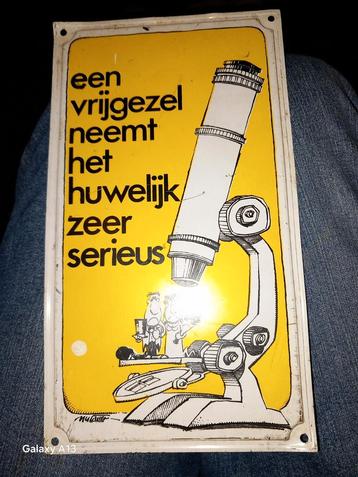 een
vrijgezel
neemt
het
huwelijk
zeer
serieus
Galaxy A13